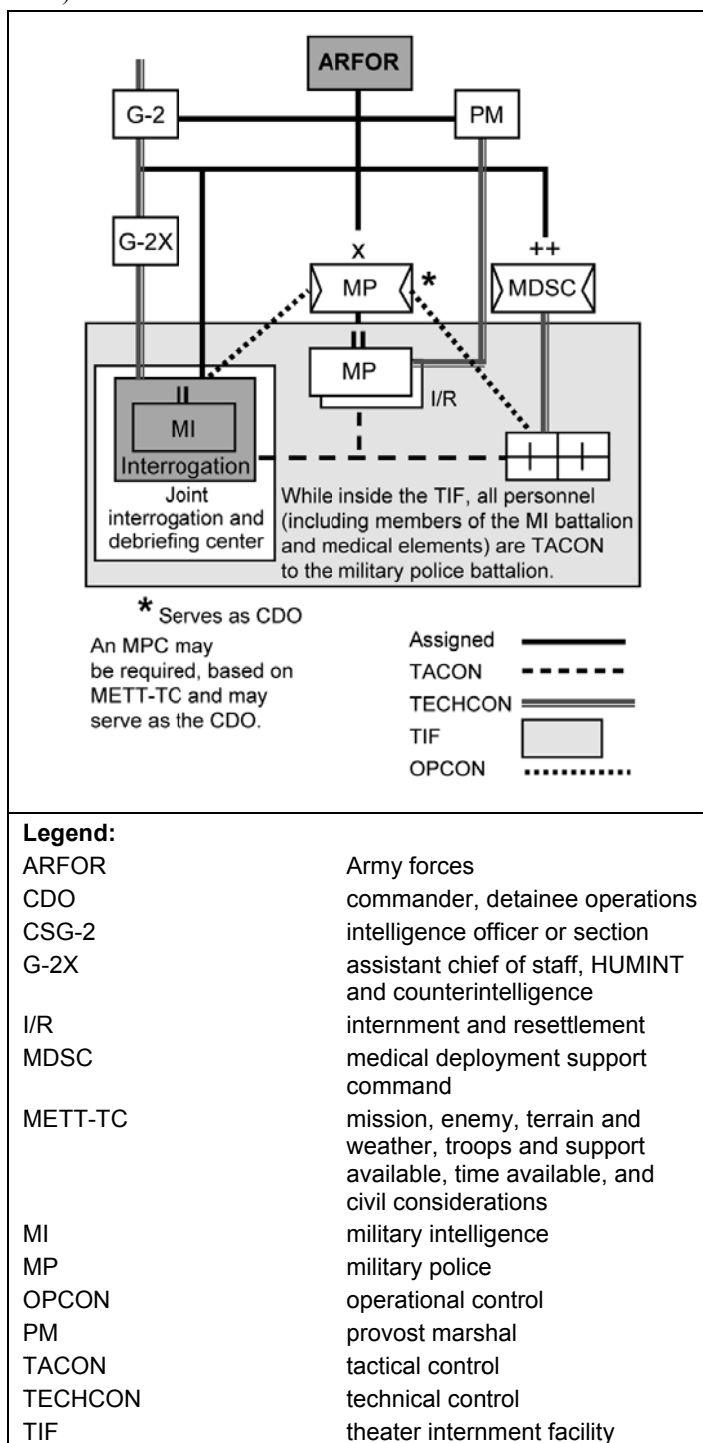 ARFOR
G-2
PM
G-2X
x
++
MP
*
MDSC
MP
I/R
MI
Interrogation
Joint
interrogation and
debriefing center
While inside the TIF, all personnel
(including members of the MI battalion
and medical elements) are TACON
to the military police battalion.
* Serves as CDO
An MPC may
be required, based on
METT-TC and may
serve as the CDO.
Assigned
TACON
TECHCON
TIF
OPCON
Legend:
ARFOR Army forces
CDO commander, detainee operations
CSG-2 intelligence officer or section
G-2X assistant chief of staff, HUMINT
and counterintelligence
I/R internment and resettlement
MDSC medical deployment support
command
METT-TC mission, enemy, terrain and
weather, troops and support
available, time available, and
civil considerations
MI military intelligence
MP military police
OPCON operational control
PM provost marshal
TACON tactical control
TECHCON technical control
TIF theater internment facility